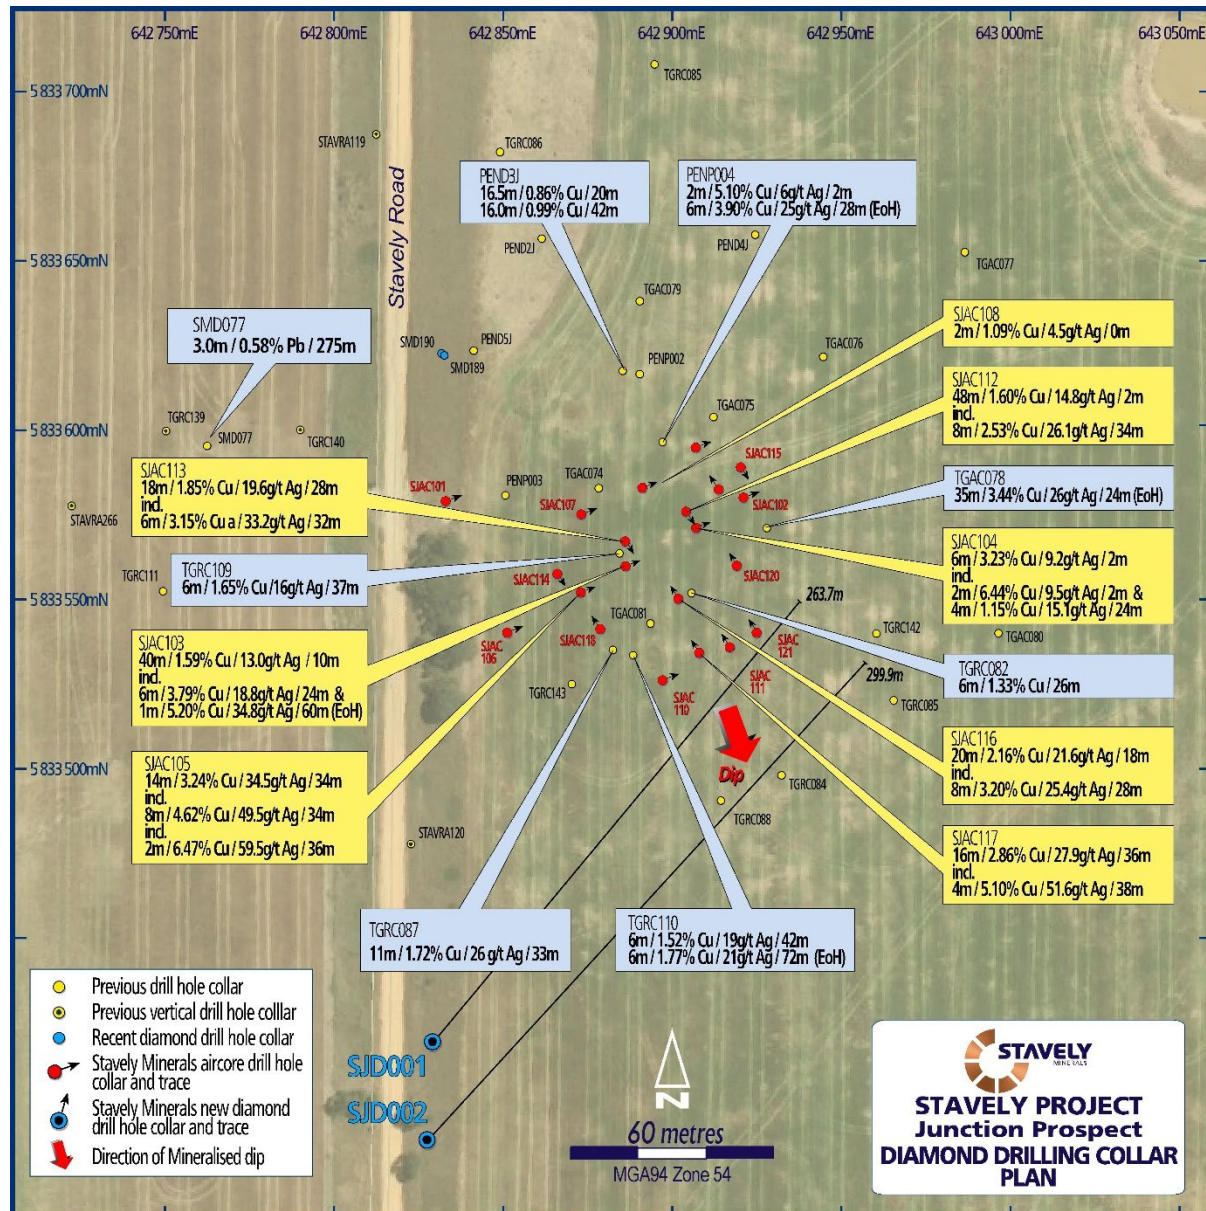 642 750mE
642 800mE
642 850mE
642 900mE
642 950mE
643 000mE
643 050mE
5833 700mN
5833 650mN
5833 600mN
5833 550mN
5833 500mN
Stavely Road
TGRC085
STAVRA119
TGRC086
PEND3J
16.5m / 0.86% Cu / 20m
16.0m / 0.99% Cu / 42m
PENP004
2m / 5.10% Cu / 6g/t Ag / 2m
6m / 3.90% Cu / 25g/t Ag / 28m (EoH)
PEND2J
PEND4J
TGAC077
TGAC079
SMD077
3.0m / 0.58% Pb / 275m
SMD190
SMD189
PEND5J
PENP002
TGAC076
SJAC108
2m / 1.09% Cu / 4.5g/t Ag / 0m
TGAC075
SJAC112
48m / 1.60% Cu / 14.8g/t Ag / 2m
incl.
8m / 2.53% Cu / 26.1g/t Ag / 34m
TGRC139
SMD077
TGRC140
SJAC115
SJAC113
18m / 1.85% Cu / 19.6g/t Ag / 28m
incl.
6m / 3.15% Cu a / 33.2g/t Ag / 32m
SJAC101
PENP003
TGAC074
SJAC107
SJAC102
TGAC078
35m / 3.44% Cu / 26g/t Ag / 24m (EoH)
STAVRA266
SJAC104
6m / 3.23% Cu / 9.2g/t Ag / 2m
incl.
2m / 6.44% Cu / 9.5g/t Ag / 2m &
4m / 1.15% Cu / 15.1g/t Ag / 24m
TGRC111
TGRC109
6m / 1.65% Cu /16g/t Ag / 37m
SJAC114
SJAC120
263.7m
SJAC103
40m / 1.59% Cu / 13.0g/t Ag / 10m
incl.
6m / 3.79% Cu / 18.8g/t Ag / 24m &
1m / 5.20% Cu / 34.8g/t Ag / 60m (EoH)
SJAC
106
SJAC118
TGAC081
SJAC
121
SJAC
111
TGRC142
TGAC080
TGRC082
6m / 1.33% Cu / 26m
299.9m
TGRC143
SJAC
110
TGRC085
SJAC105
14m / 3.24% Cu / 34.5g/t Ag / 34m
incl.
8m / 4.62% Cu / 49.5g/t Ag / 34m
incl.
2m / 6.47% Cu / 59.5g/t Ag / 36m
Dip
TGRC084
TGRC088
SJAC116
20m / 2.16% Cu / 21.6g/t Ag / 18m
incl.
8m / 3.20% Cu / 25.4g/t Ag / 28m
STAVRA120
SJAC117
16m / 2.86% Cu / 27.9g/t Ag / 36m
incl.
4m / 5.10% Cu / 51.6g/t Ag / 38m
TGRC087
11m / 1.72% Cu / 26 g/t Ag / 33m
TGRC110
6m / 1.52% Cu / 19g/t Ag / 42m
6m / 1.77% Cu / 21g/t Ag / 72m (EoH)
Previous drill hole collar
Previous vertical drill hole colllar
Recent diamond drill hole collar
Stavely Minerals aircore drill hole
collar and trace
Stavely Minerals new diamond
drill hole collar and trace
Direction of Mineralised dip
SJD001
SJD002
N
60 metres
MGA94 Zone 54
STAVELY
MINERALS
STAVELY PROJECT
Junction Prospect
DIAMOND DRILLING COLLAR
PLAN